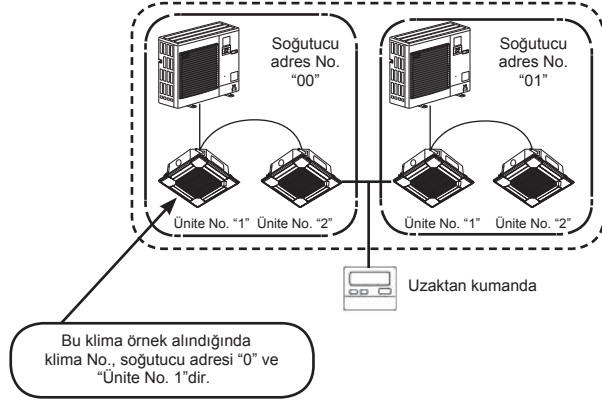 Soğutucu
adres No.
“00”
Soğutucu
adres No.
“01”
Ünite No. “1” Ünite No. “2”
Ünite No. “1” Ünite No. “2”
Uzaktan kumanda
Bu klima örnek alındığında
klima No., soğutucu adresi “0” ve
“Ünite No. 1”dir.